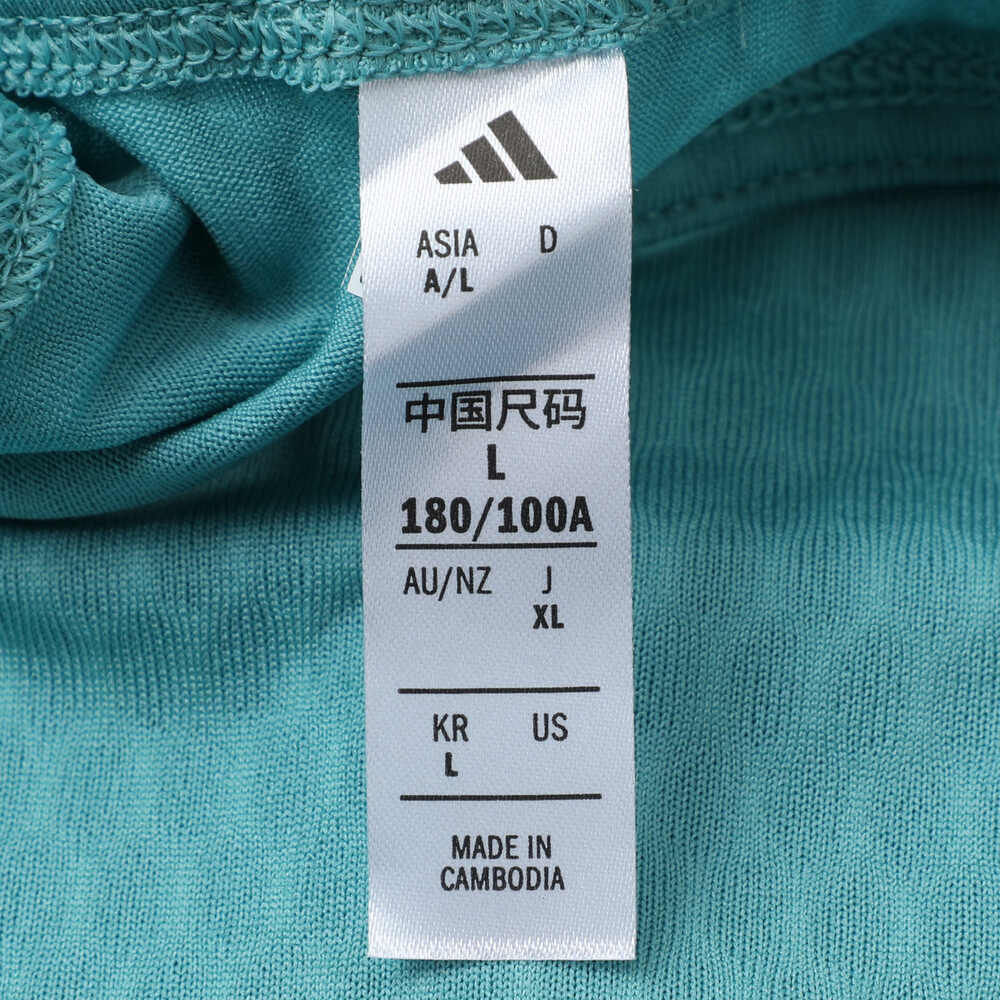 ASIA D
A/L
中国尺码
L
180/100A
AU/NZ J
XL
KR US
L
MADE IN
CAMBODIA